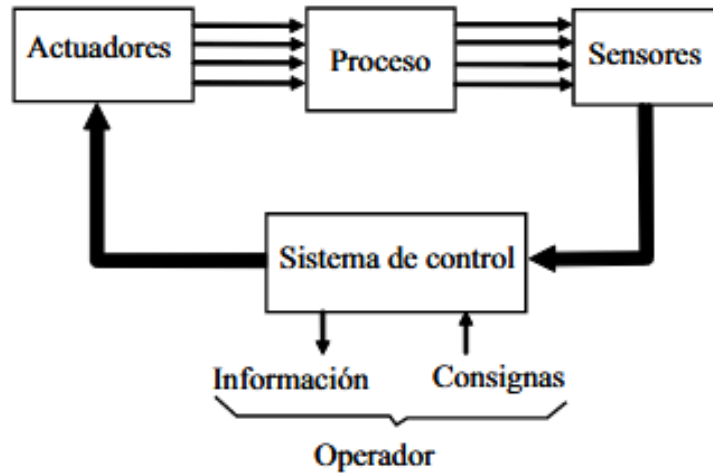 Actuadores
Proceso
Sensores
Sistema de control
Información
Consignas
Operador